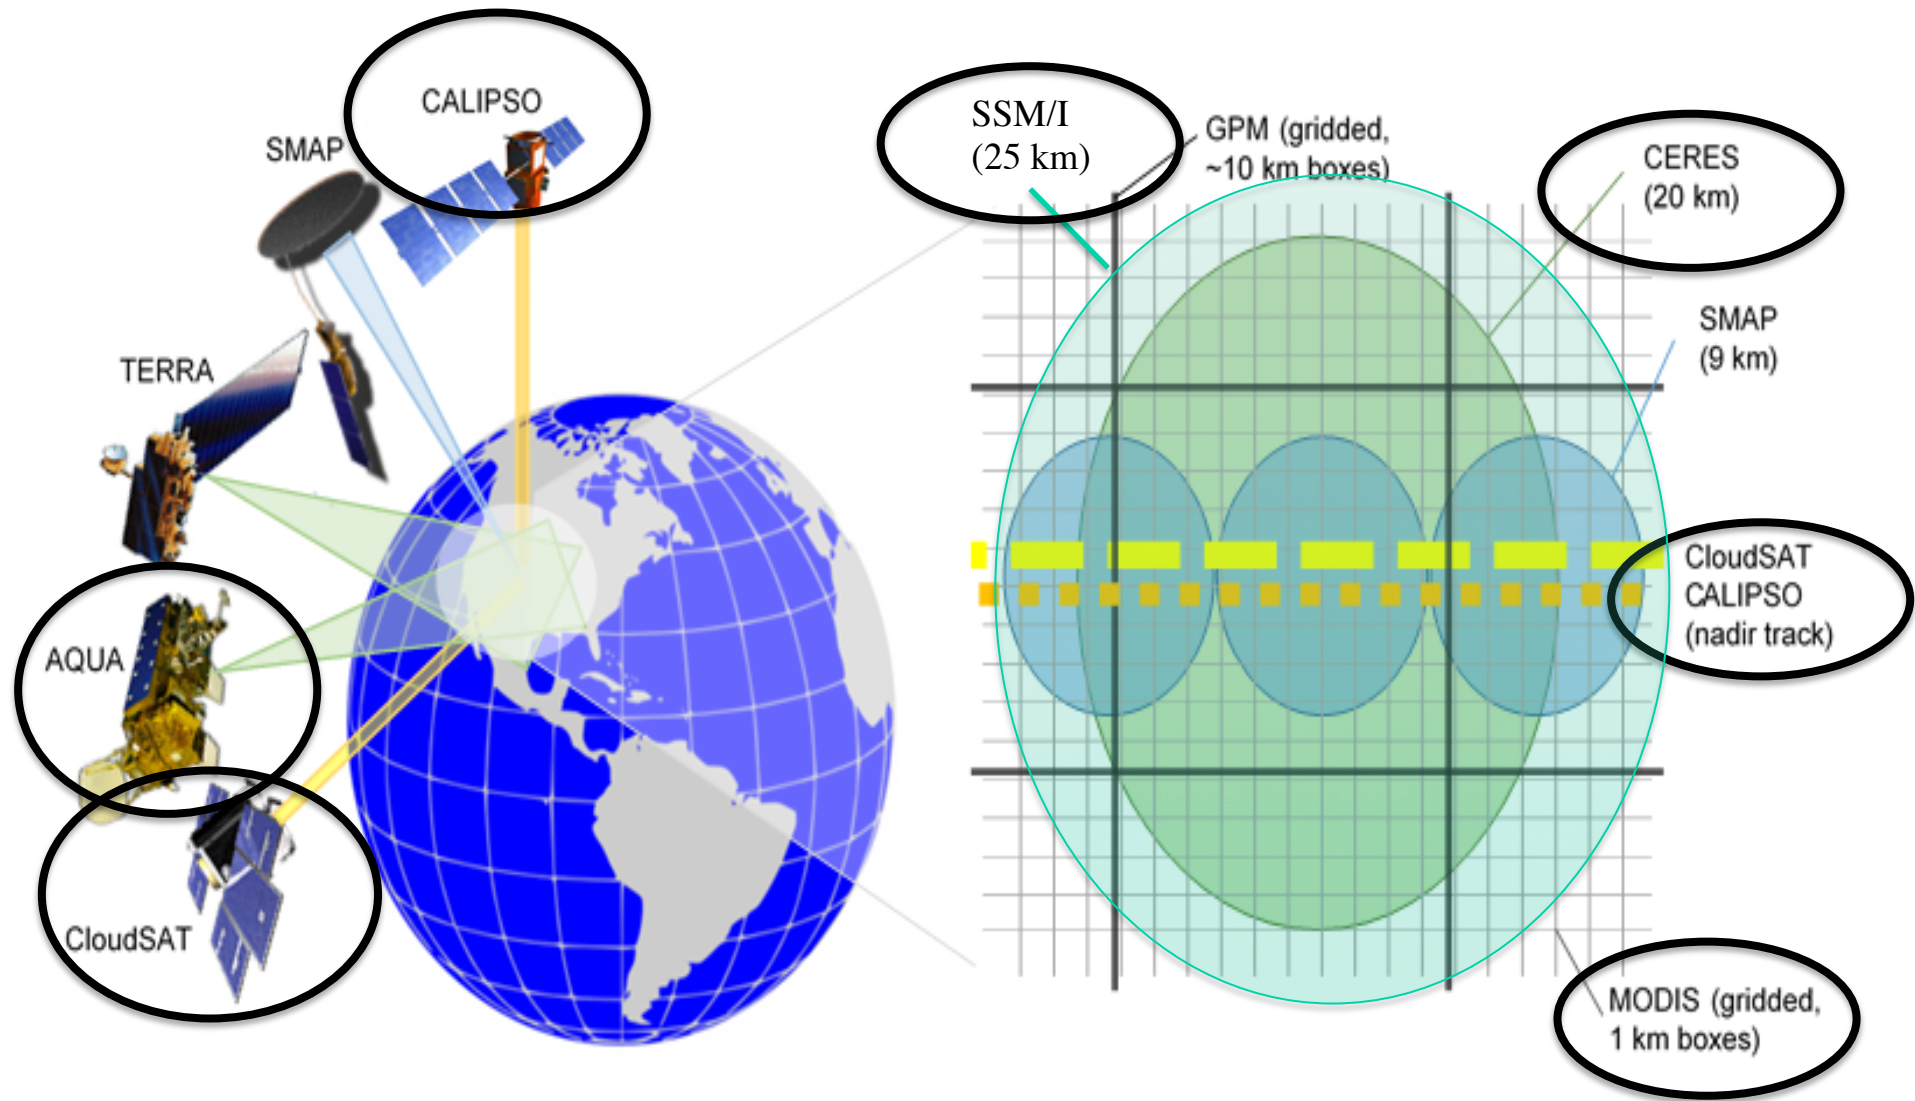 CALIPSO
SMAP
TERRA
AQUA
CloudSAT
SSM/I
(25 km)
GPM (gridded,
~10 km boxes)
CERES
(20 km)
SMAP
(9 km)
CloudSAT
CALIPSO
(nadir track)
MODIS (gridded,
1 km boxes)